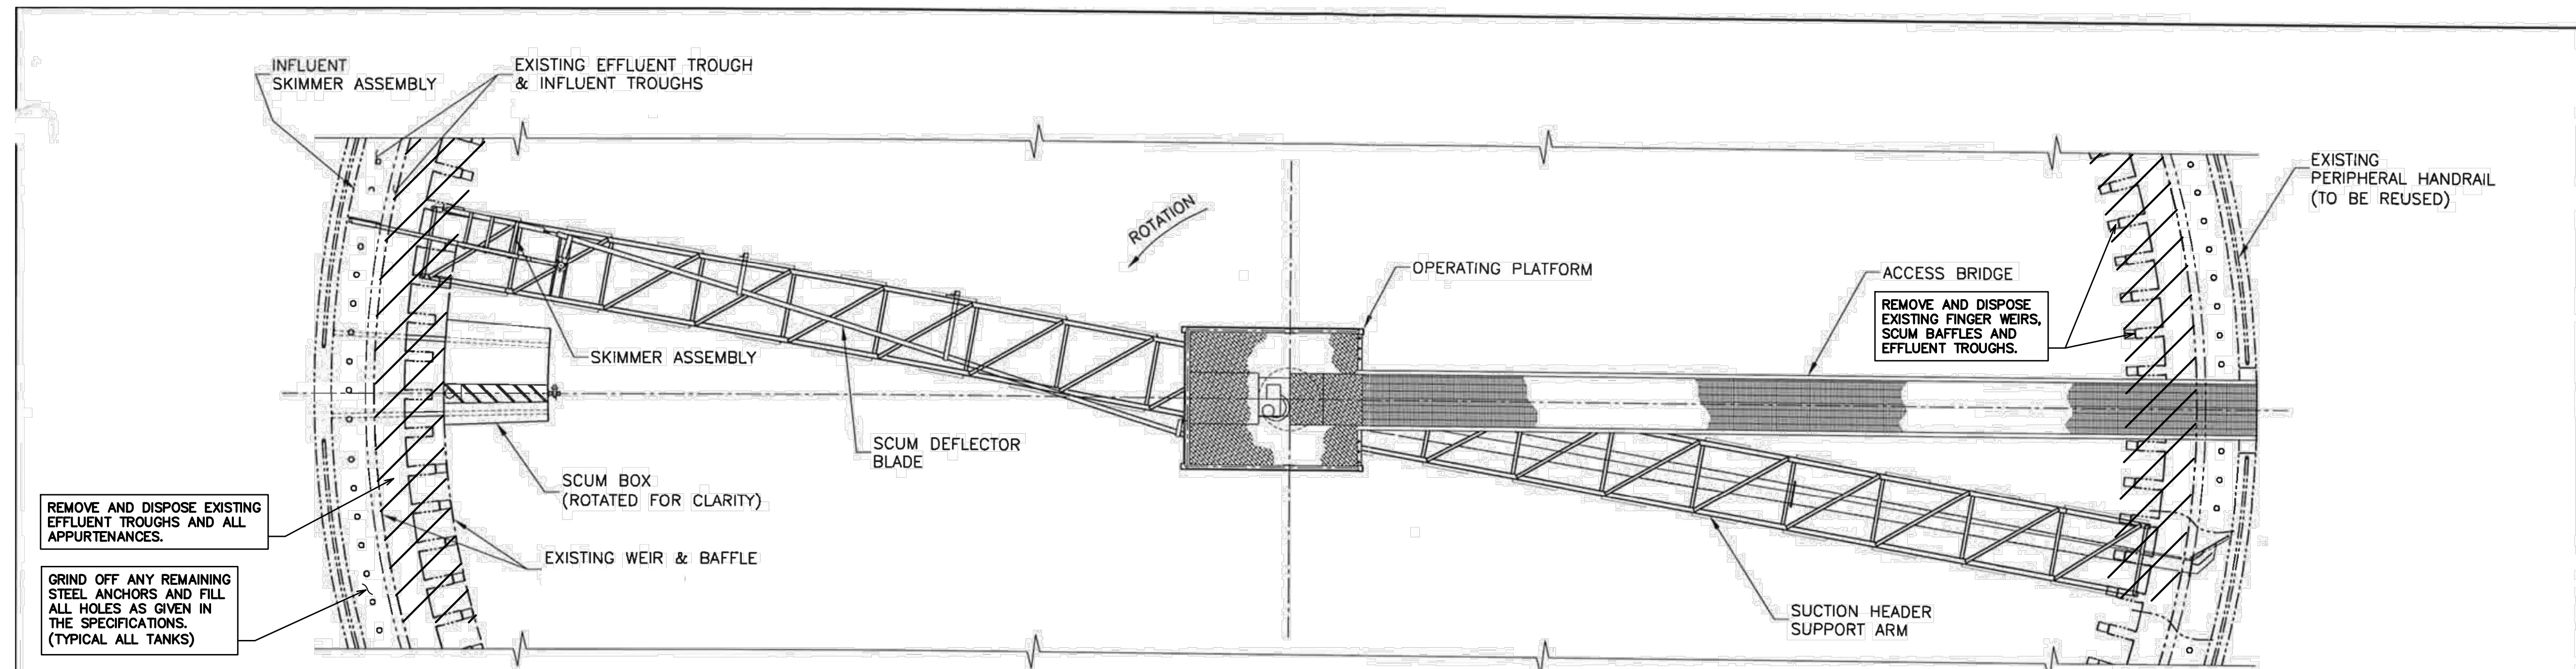 INFLUENT
SKIMMER ASSEMBLY
EXISTING EFFLUENT TROUGH
& INFLUENT TROUGHS
EXISTING
PERIPHERAL HANDRAIL
(TO BE REUSED)
ROTATION
OPERATING PLATFORM
ACCESS BRIDGE
REMOVE AND DISPOSE
EXISTING FINGER WEIRS,
SCUM BAFFLES AND
EFFLUENT TROUGHS.
SKIMMER ASSEMBLY
SCUM DEFLECTOR
BLADE
SCUM BOX
(ROTATED FOR CLARITY)
REMOVE AND DISPOSE EXISTING
EFFLUENT TROUGHS AND ALL
APPURTENANCES.
EXISTING WEIR & BAFFLE
GRIND OFF ANY REMAINING
STEEL ANCHORS AND FILL
ALL HOLES AS GIVEN IN
THE SPECIFICATIONS.
(TYPICAL ALL TANKS)
SUCTION HEADER
SUPPORT ARM